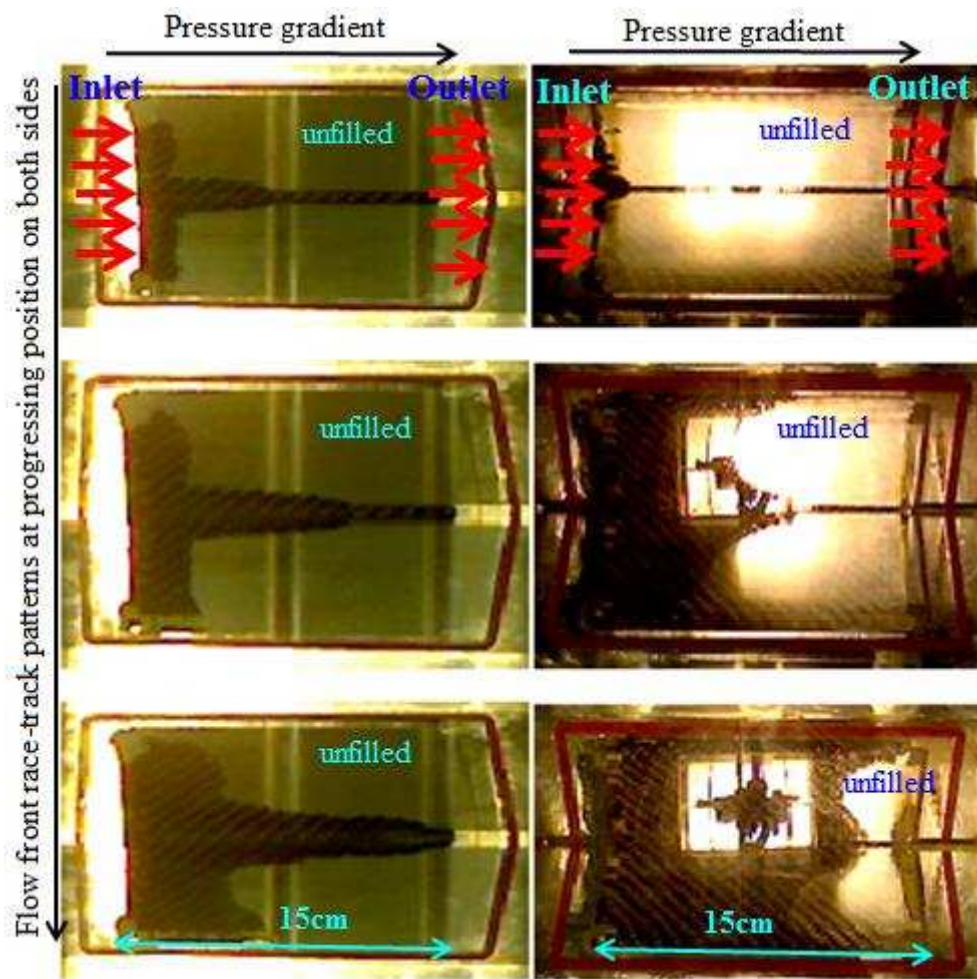 Pressure gradient
Pressure gradient
Flow front race-track patterns at progressing position on both sides
Inlet
Outlet
Inlet
Outlet
unfilled
unfilled
unfilled
unfilled
unfilled
unfilled
15cm
15cm